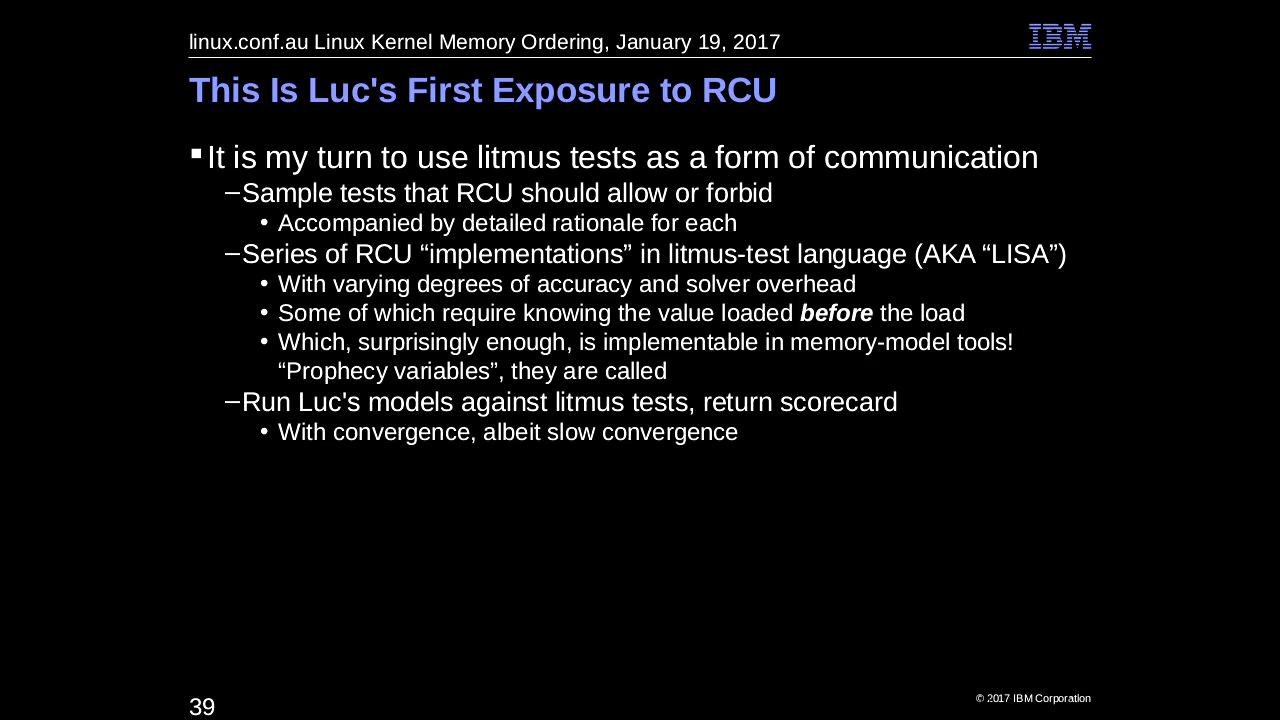 linux.conf.au Linux Kernel Memory Ordering, January 19, 2017
IBM
This Is Luc's First Exposure to RCU
▪It is my turn to use litmus tests as a form of communication
–Sample tests that RCU should allow or forbid
• Accompanied by detailed rationale for each
–Series of RCU “implementations” in litmus-test language (AKA “LISA”)
• With varying degrees of accuracy and solver overhead
• Some of which require knowing the value loaded before the load
• Which, surprisingly enough, is implementable in memory-model tools!
“Prophecy variables”, they are called
–Run Luc's models against litmus tests, return scorecard
• With convergence, albeit slow convergence
39
© 2017 IBM Corporation